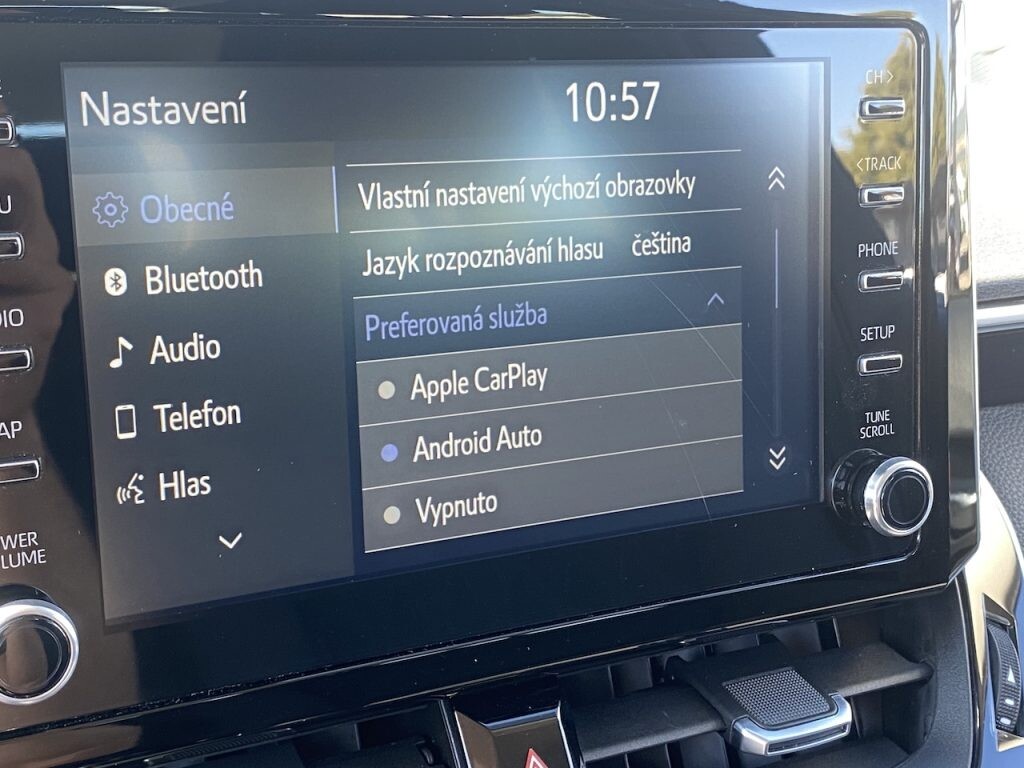 Nastavení
10:57
Obecné
Bluetooth
Audio
Telefon
Hlas
Vlastní nastavení výchozí obrazovky
Jazyk rozpoznávání hlasu čeština
Preferovaná služba
Apple CarPlay
Android Auto
Vypnuto
CH>
<TRACK
PHONE
SETUP
TUNE
SCROLL